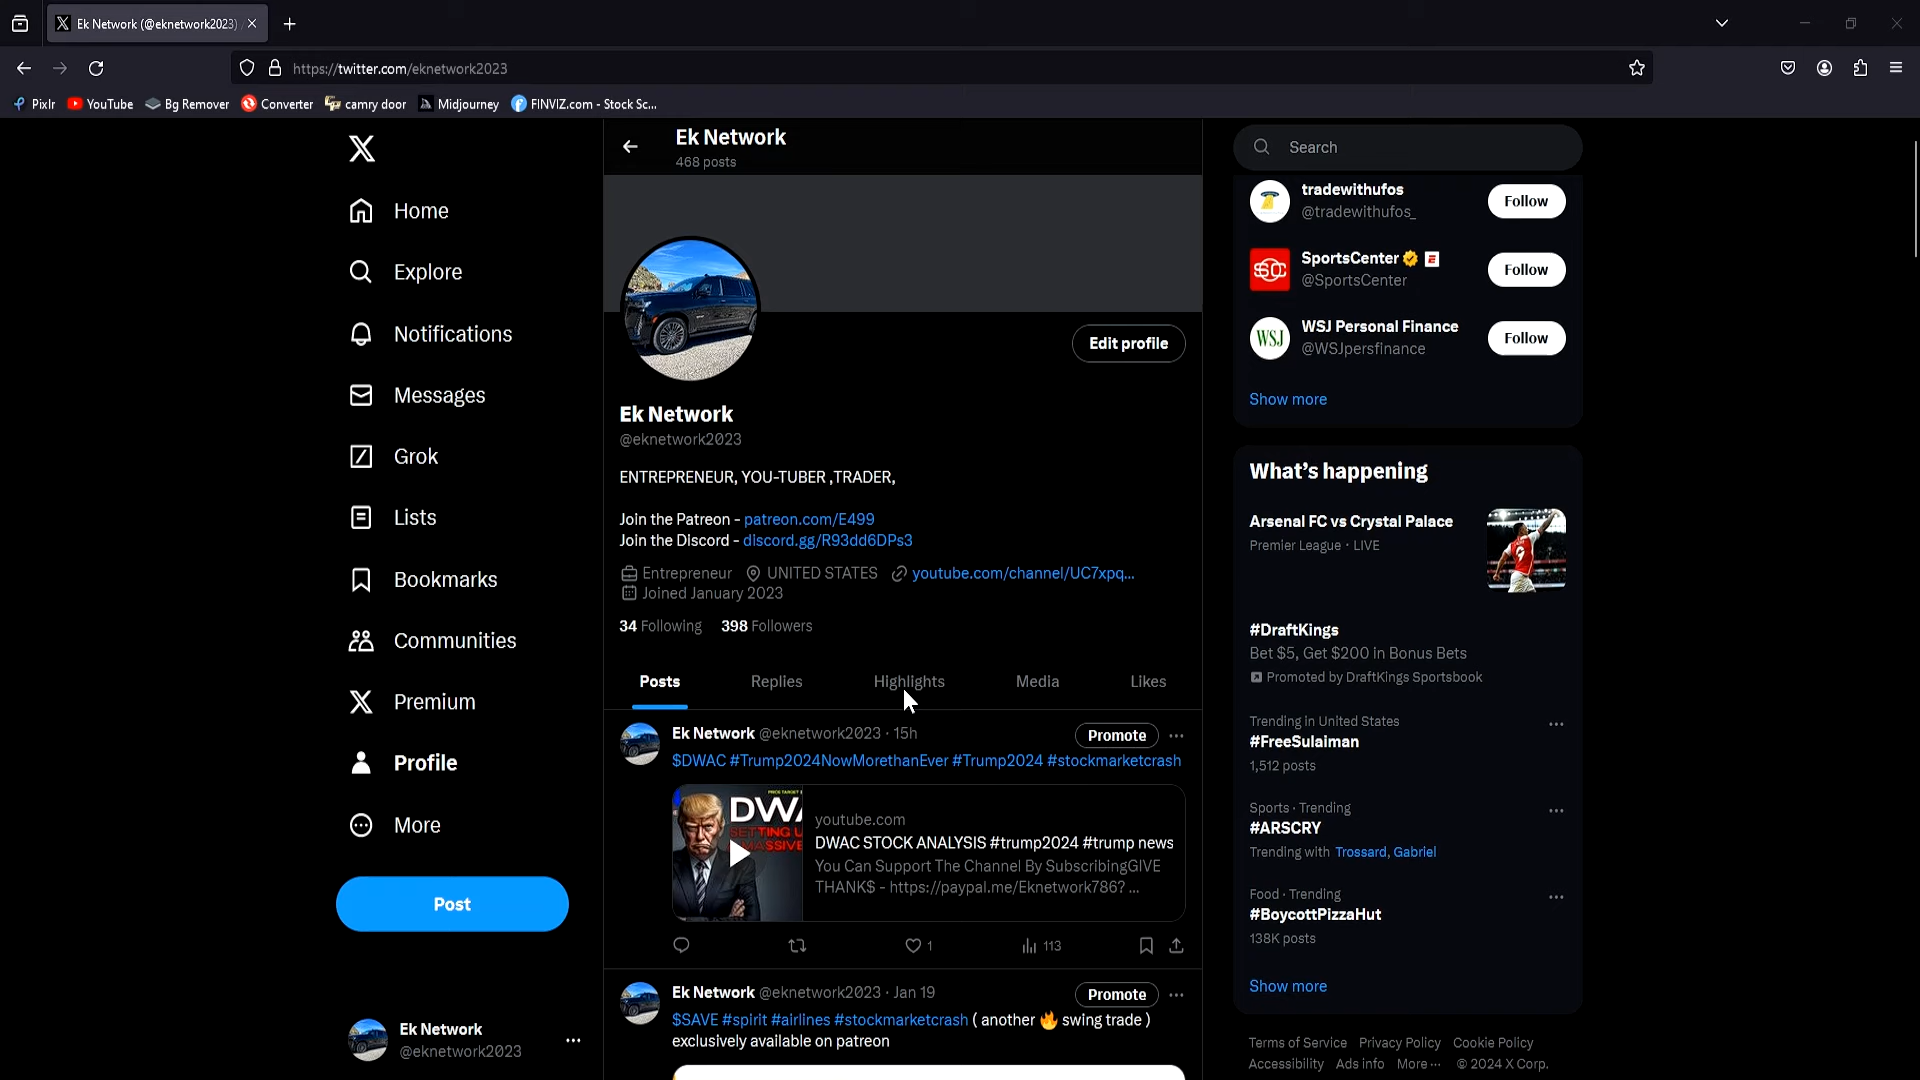 Ek Network (@eknetwork2023)
https://twitter.com/eknetwork2023
Pixlr
YouTube
Bg Remover
Converter
camry door
Midjourney
FINVIZ.com - Stock Sc...
Home
Explore
Notifications
Messages
Grok
Lists
Bookmarks
Communities
Premium
Profile
More
Post
Ek Network
@eknetwork2023
Ek Network
468 posts
Edit profile
Ek Network
@eknetwork2023
ENTREPRENEUR, YOU-TUBER ,TRADER,
Join the Patreon - patreon.com/E499
Join the Discord - discord.gg/R93dd6DPs3
Entrepreneur UNITED STATES youtube.com/channel/UC7xpq...
Joined January 2023
34 Following 398 Followers
Posts Replies Highlights Media Likes
Ek Network @eknetwork2023 · 15h
Promote
$DWAC #Trump2024NowMorethanEver #Trump2024 #stockmarketcrash
DWA
SETTING U
MASSIVE
youtube.com
DWAC STOCK ANALYSIS #trump2024 #trump news
You Can Support The Channel By SubscribingGIVE
THANK$ - https://paypal.me/Eknetwork786? ...
1
113
Ek Network @eknetwork2023 · Jan 19
Promote
$SAVE #spirit #airlines #stockmarketcrash ( another 🔥 swing trade )
exclusively available on patreon
Search
tradewithufos
@tradewithufos_
Follow
SC
SportsCenter E
@SportsCenter
Follow
WSJ
WSJ Personal Finance
@WSJpersfinance
Follow
Show more
What's happening
Arsenal FC vs Crystal Palace
Premier League · LIVE
#DraftKings
Bet $5, Get $200 in Bonus Bets
Promoted by DraftKings Sportsbook
Trending in United States
#FreeSulaiman
1,512 posts
Sports · Trending
#ARSCRY
Trending with Trossard, Gabriel
Food · Trending
#BoycottPizzaHut
138K posts
Show more
Terms of Service Privacy Policy Cookie Policy
Accessibility Ads info More ··· © 2024 X Corp.